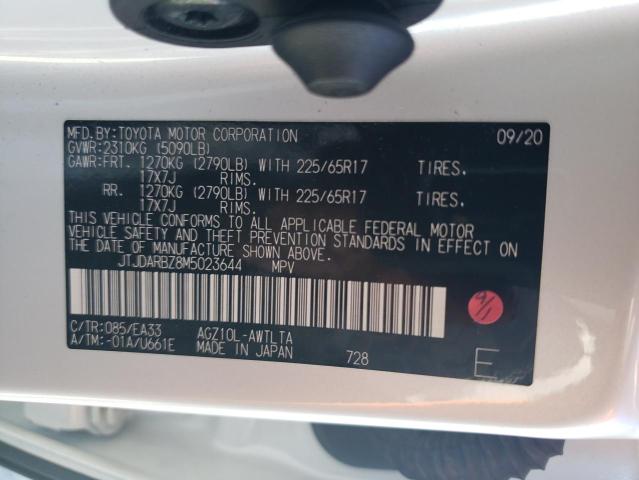 MFD.BY:TOYOTA MOTOR CORPORATION 09/20
GVWR:2310KG (5090LB)
GAWR:FRT. 1270KG (2790LB) WITH 225/65R17 TIRES.
17X7J RIMS.
RR. 1270KG (2790LB) WITH 225/65R17 TIRES.
17X7J RIMS.
THIS VEHICLE CONFORMS TO ALL APPLICABLE FEDERAL MOTOR
VEHICLE SAFETY AND THEFT PREVENTION STANDARDS IN EFFECT ON
THE DATE OF MANUFACTURE SHOWN ABOVE.
JTJDARBZ8M5023644 MPV
9/1
C/TR:085/EA33 AGZ10L-AWTLTA
A/TM:-01A/U661E MADE IN JAPAN 728 E